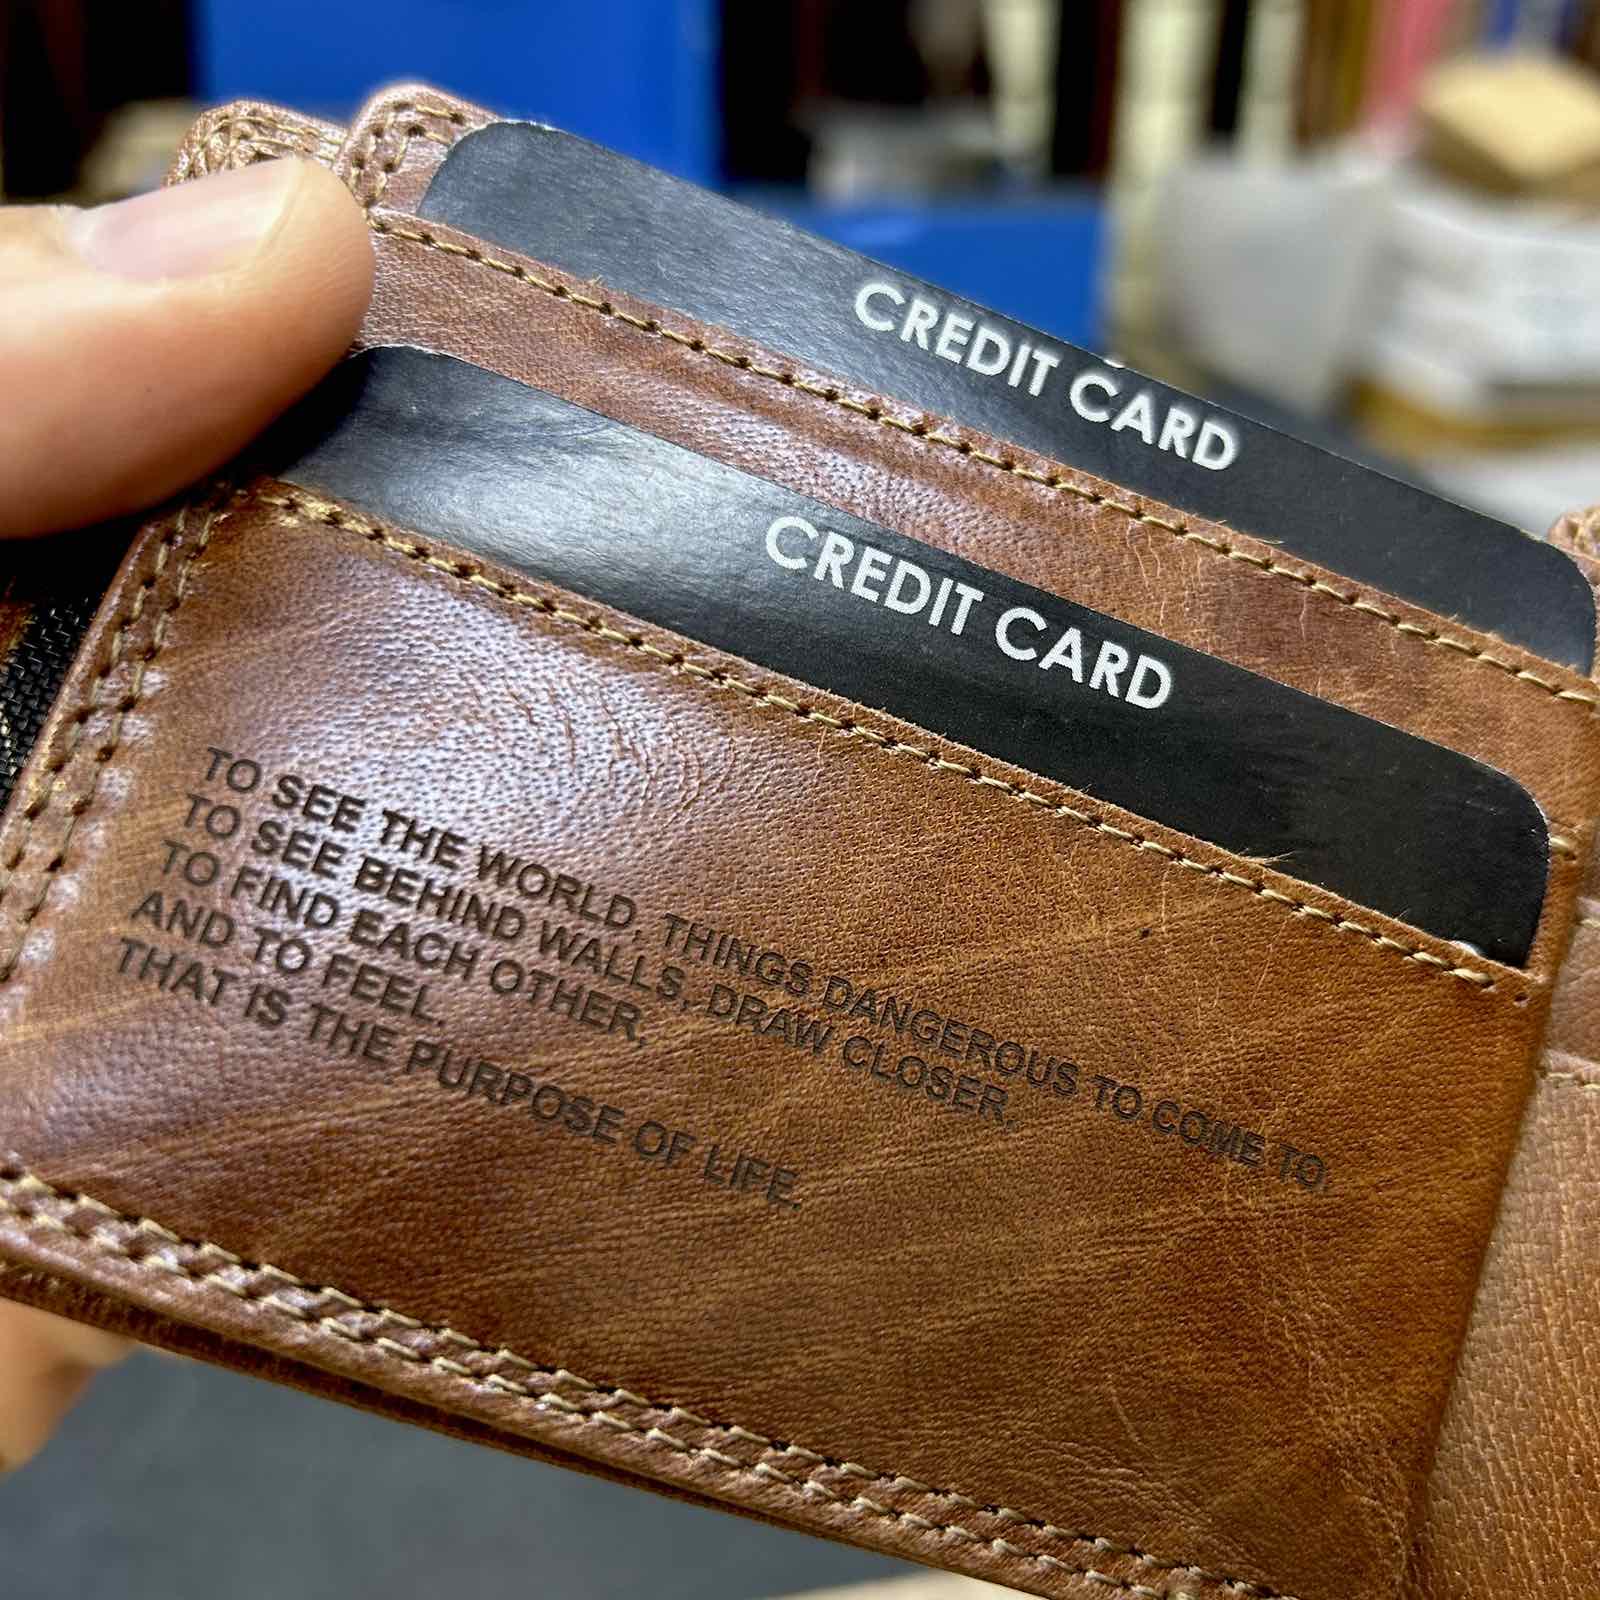 CREDIT CARD
CREDIT CARD
TO SEE THE WORLD, THINGS DANGEROUS TO COME TO,
TO SEE BEHIND WALLS, DRAW CLOSER,
TO FIND EACH OTHER,
AND TO FEEL.
THAT IS THE PURPOSE OF LIFE.